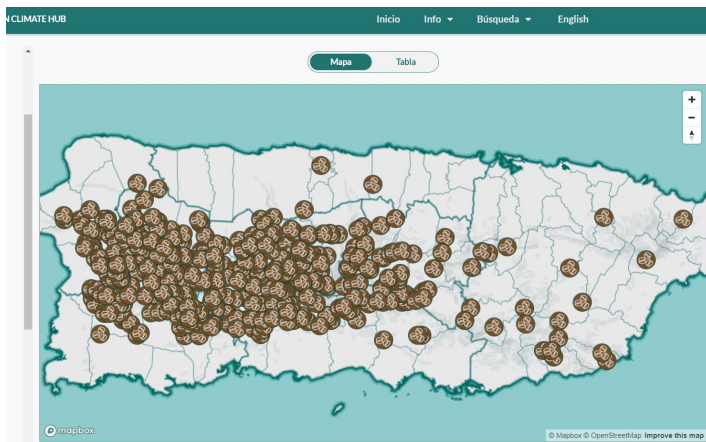 N CLIMATE HUB
Inicio Info Búsqueda English
Mapa Tabla
mapbox
© Mapbox © OpenStreetMap Improve this map